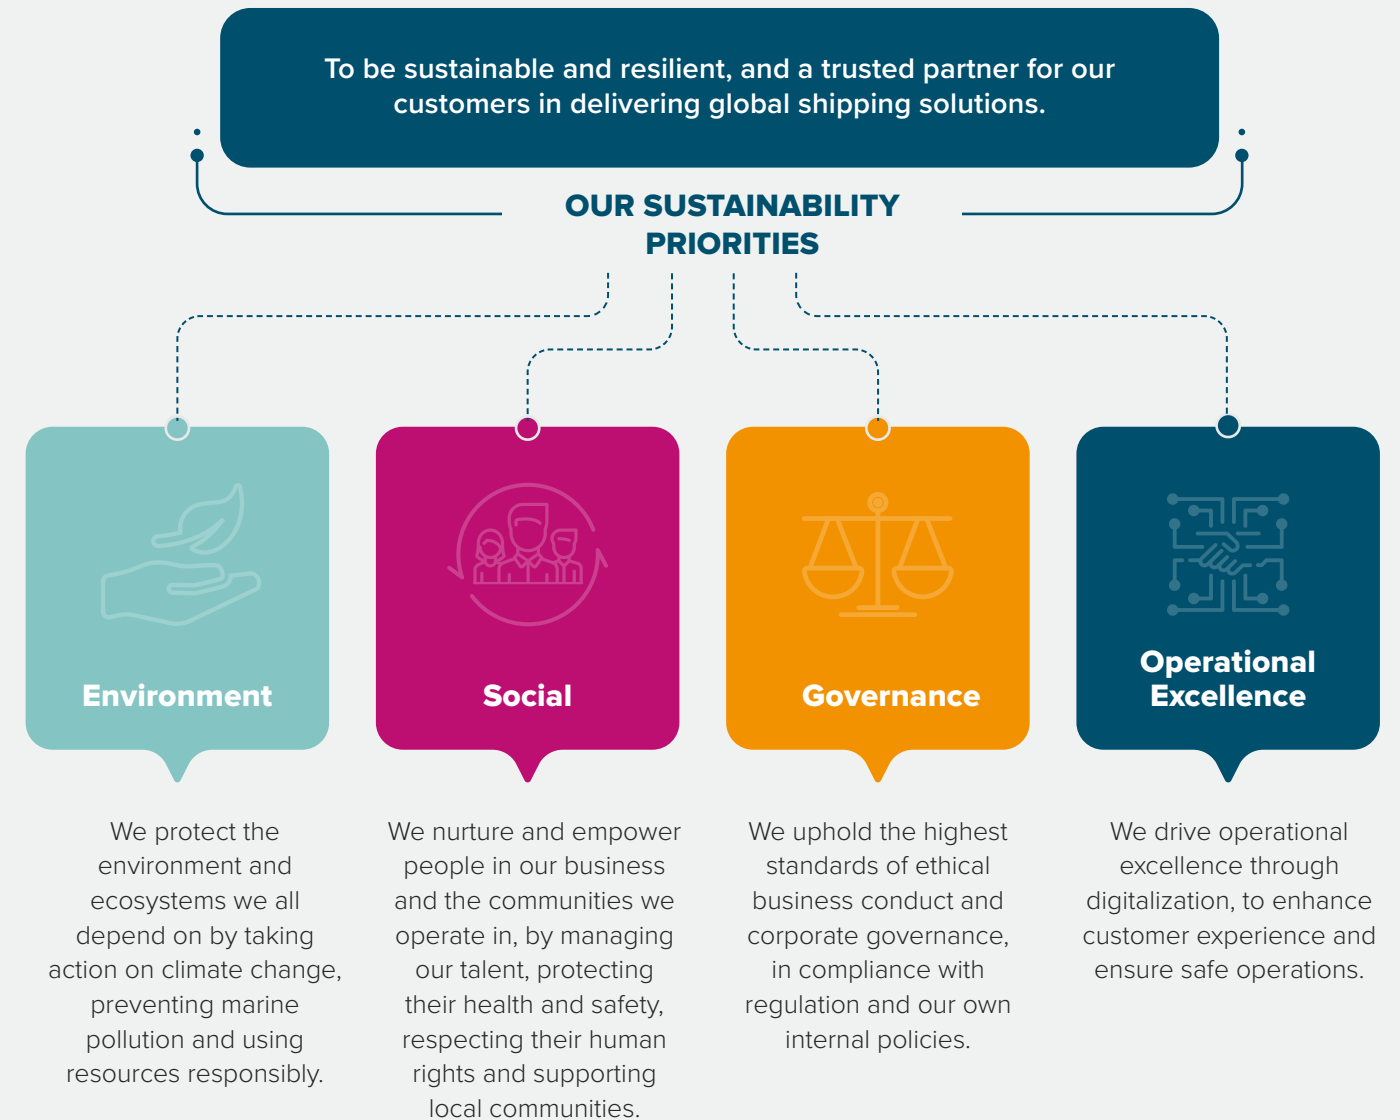 To be sustainable and resilient, and a trusted partner for our
customers in delivering global shipping solutions.
OUR SUSTAINABILITY
PRIORITIES
Environment
We protect the
environment and
ecosystems we all
depend on by taking
action on climate change,
preventing marine
pollution and using
resources responsibly.
Social
We nurture and empower
people in our business
and the communities we
operate in, by managing
our talent, protecting
their health and safety,
respecting their human
rights and supporting
local communities.
Governance
We uphold the highest
standards of ethical
business conduct and
corporate governance,
in compliance with
regulation and our own
internal policies.
Operational
Excellence
We drive operational
excellence through
digitalization, to enhance
customer experience and
ensure safe operations.